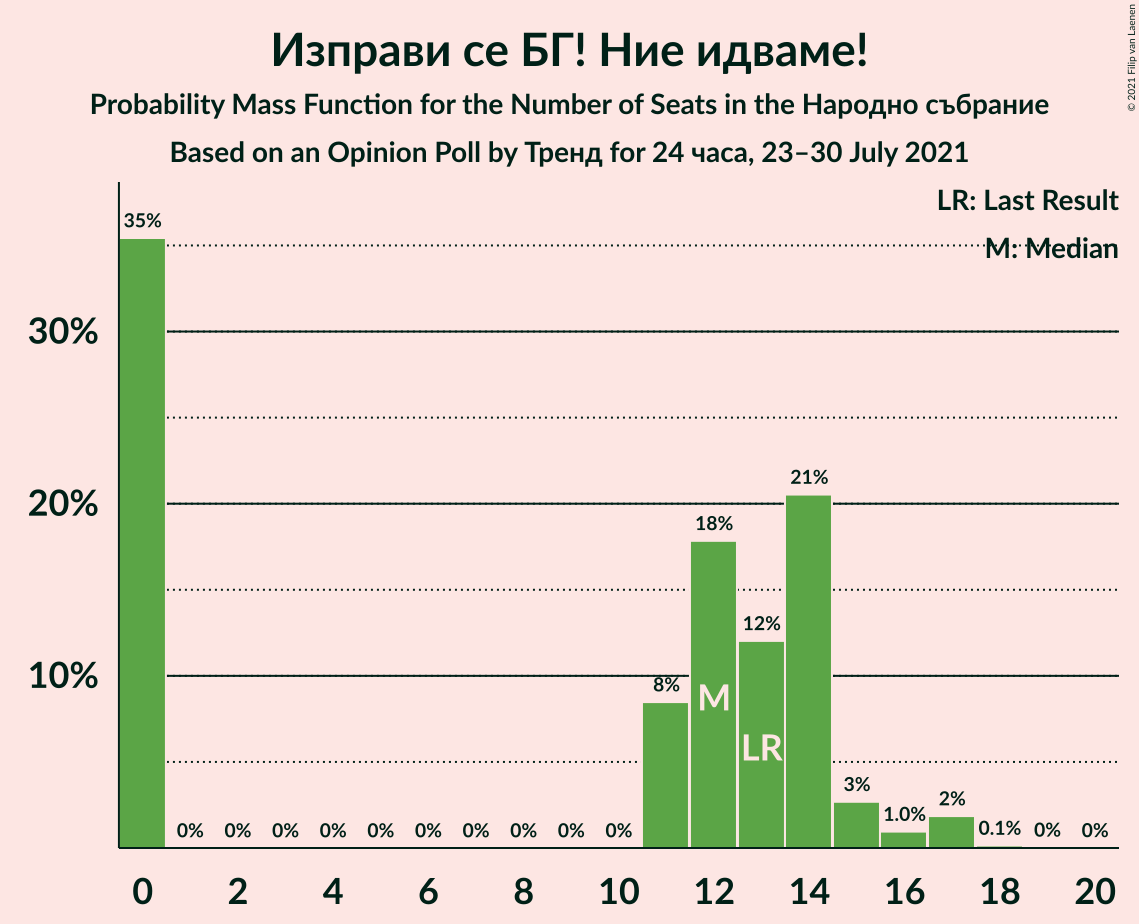 Изправи се БГ! Ние идваме!
Probability Mass Function for the Number of Seats in the Народно събрание
Based on an Opinion Poll by Тренд for 24 часа, 23–30 July 2021
© 2021 Filip van Laenen
LR: Last Result
M: Median
35%
30%
20%
10%
0% 0% 0% 0% 0% 0% 0% 0% 0% 0% 8% 18% 12% 21% 3% 1.0% 2% 0.1% 0% 0%
M
LR
0 2 4 6 8 10 12 14 16 18 20